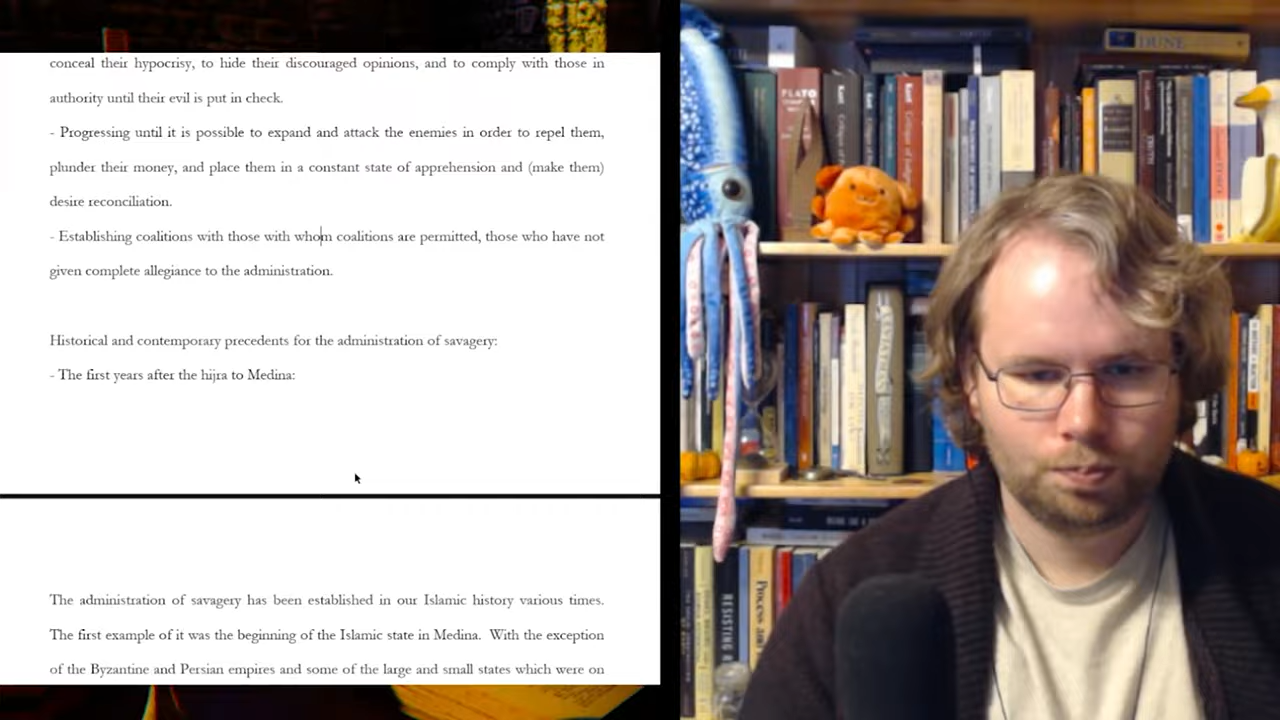 conceal their hypocrisy, to hide their discouraged opinions, and to comply with those in
authority until their evil is put in check.
- Progressing until it is possible to expand and attack the enemies in order to repel them,
plunder their money, and place them in a constant state of apprehension and (make them)
desire reconciliation.
- Establishing coalitions with those with whom coalitions are permitted, those who have not
given complete allegiance to the administration.
Historical and contemporary precedents for the administration of savagery:
- The first years after the hijra to Medina:
The administration of savagery has been established in our Islamic history various times.
The first example of it was the beginning of the Islamic state in Medina. With the exception
of the Byzantine and Persian empires and some of the large and small states which were on
DUNE
PLATO
Kant
Kant
Kant
RESISTING